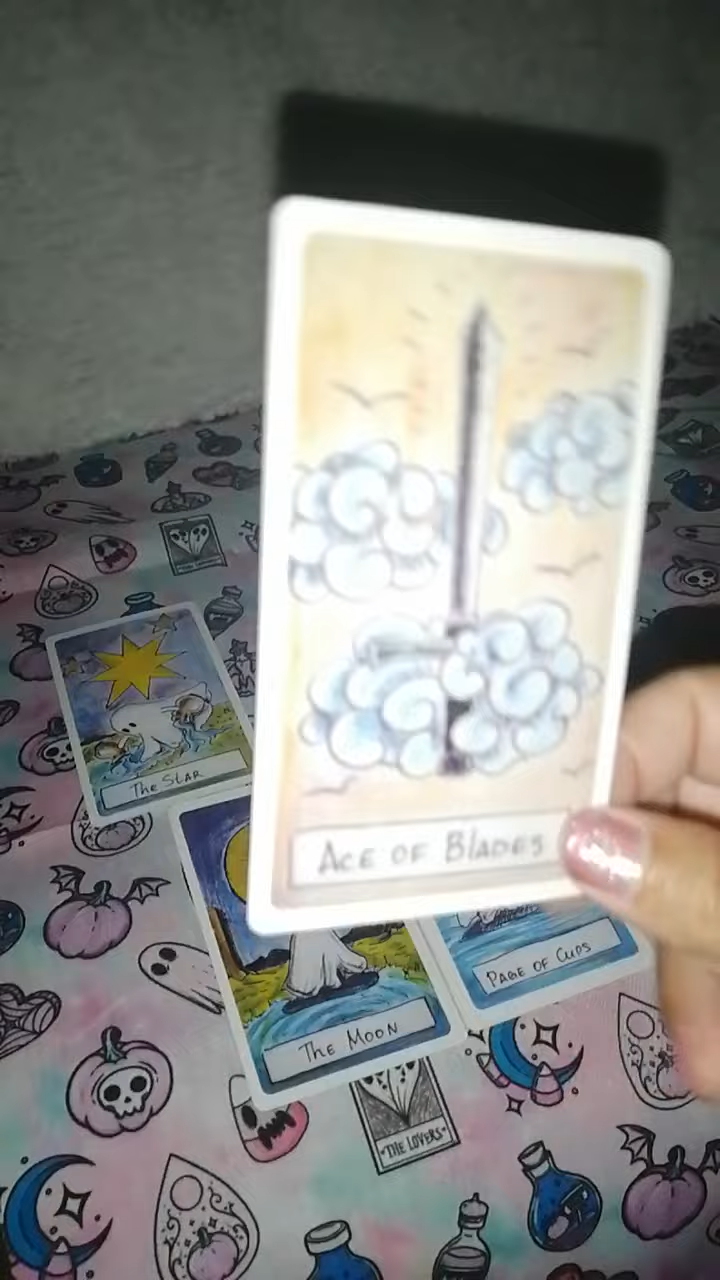 Ace of Blades
The Star
Page of Cups
The Moon
•THE LOVERS•